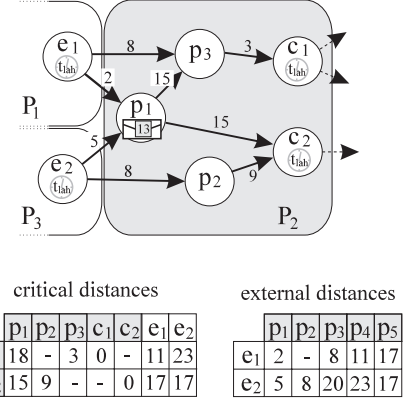 e1 8 p3 3 c1
tlah
2 15
P1 p1 15
13
5 c2
e2 8 p2 9 tlah
tlah
P3 P2
critical distances external distances
p1 p2 p3 c1 c2 e1 e2
18 - 3 0 - 11 23
15 9 - - 0 17 17
p1 p2 p3 p4 p5
e1 2 - 8 11 17
e2 5 8 20 23 17